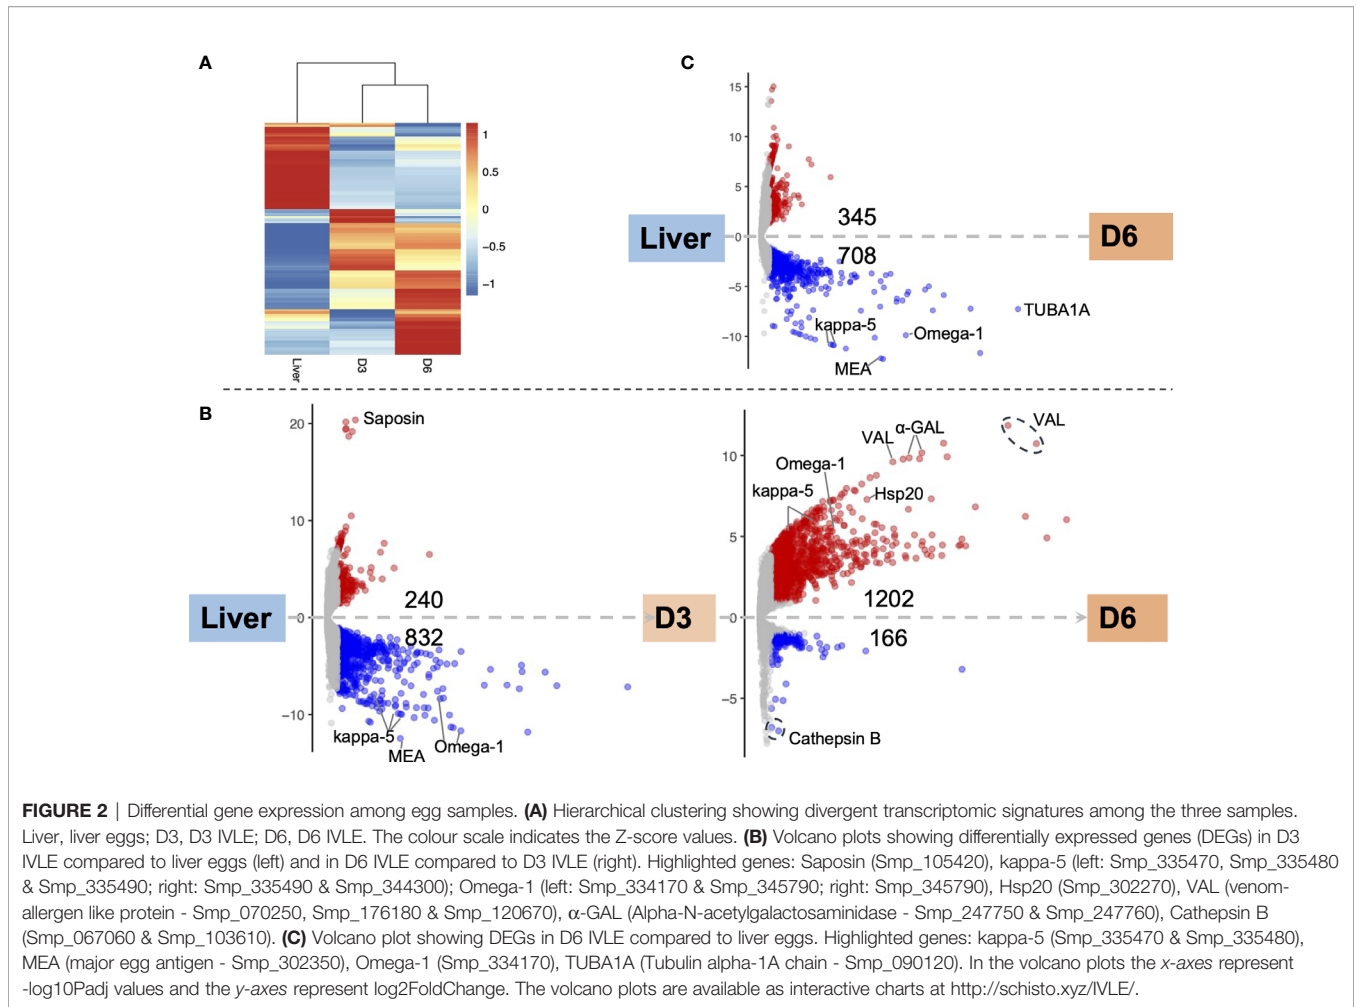 A
1
0.5
0
−0.5
−1
Liver
D3
D6
C
15
10
5
0
−5
−10
Liver
345
708
D6
kappa-5
Omega-1
TUBA1A
MEA
B
20
10
0
−10
Saposin
Liver
240
832
D3
kappa-5
MEA
Omega-1
10
5
0
−5
VAL
α-GAL
VAL
Omega-1
kappa-5
Hsp20
1202
166
D6
Cathepsin B
FIGURE 2 | Differential gene expression among egg samples. (A) Hierarchical clustering showing divergent transcriptomic signatures among the three samples.
Liver, liver eggs; D3, D3 IVLE; D6, D6 IVLE. The colour scale indicates the Z-score values. (B) Volcano plots showing differentially expressed genes (DEGs) in D3
IVLE compared to liver eggs (left) and in D6 IVLE compared to D3 IVLE (right). Highlighted genes: Saposin (Smp_105420), kappa-5 (left: Smp_335470, Smp_335480
& Smp_335490; right: Smp_335490 & Smp_344300); Omega-1 (left: Smp_334170 & Smp_345790; right: Smp_345790), Hsp20 (Smp_302270), VAL (venom-
allergen like protein - Smp_070250, Smp_176180 & Smp_120670), α-GAL (Alpha-N-acetylgalactosaminidase - Smp_247750 & Smp_247760), Cathepsin B
(Smp_067060 & Smp_103610). (C) Volcano plot showing DEGs in D6 IVLE compared to liver eggs. Highlighted genes: kappa-5 (Smp_335470 & Smp_335480),
MEA (major egg antigen - Smp_302350), Omega-1 (Smp_334170), TUBA1A (Tubulin alpha-1A chain - Smp_090120). In the volcano plots the x-axes represent
-log10Padj values and the y-axes represent log2FoldChange. The volcano plots are available as interactive charts at http://schisto.xyz/IVLE/.